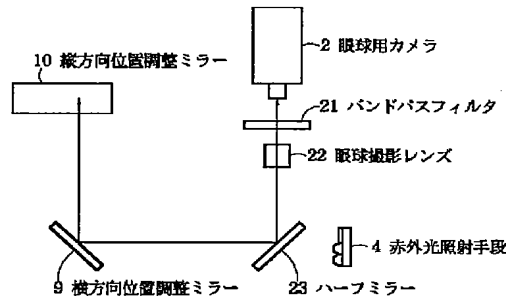 10 縦方向位置調整ミラー
2 眼球用カメラ
21 バンドパスフィルタ
22 眼球撮影レンズ
4 赤外光照射手段
9 横方向位置調整ミラー
23 ハーフミラー